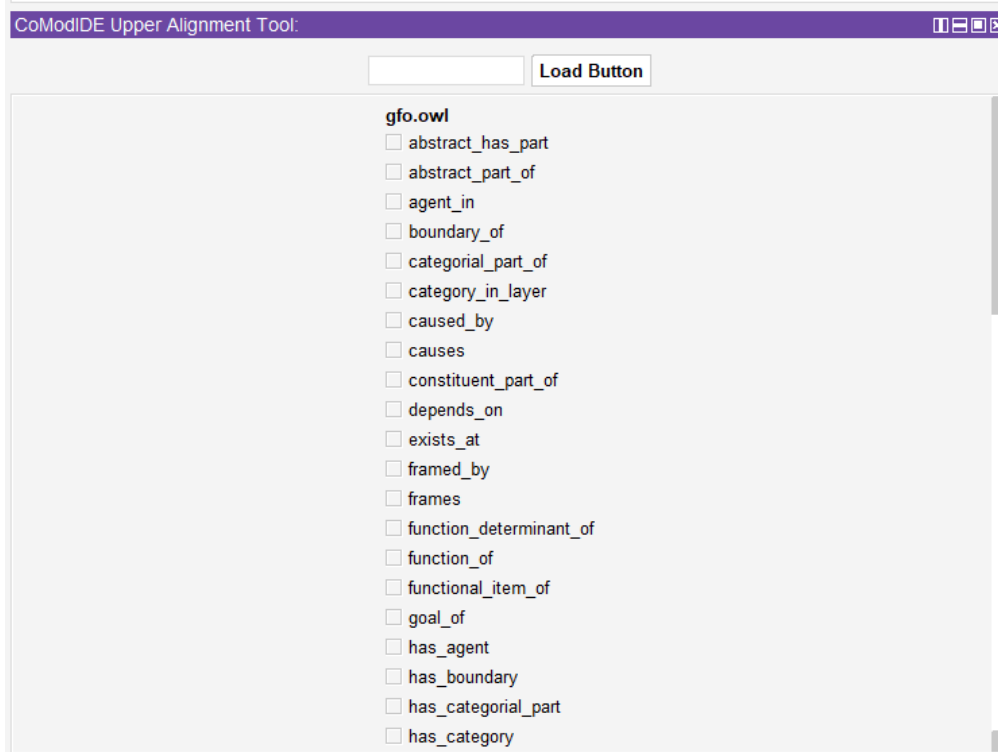 CoModIDE Upper Alignment Tool:
Load Button
gfo.owl
abstract_has_part
abstract_part_of
agent_in
boundary_of
categorial_part_of
category_in_layer
caused_by
causes
constituent_part_of
depends_on
exists_at
framed_by
frames
function_determinant_of
function_of
functional_item_of
goal_of
has_agent
has_boundary
has_categorial_part
has_category